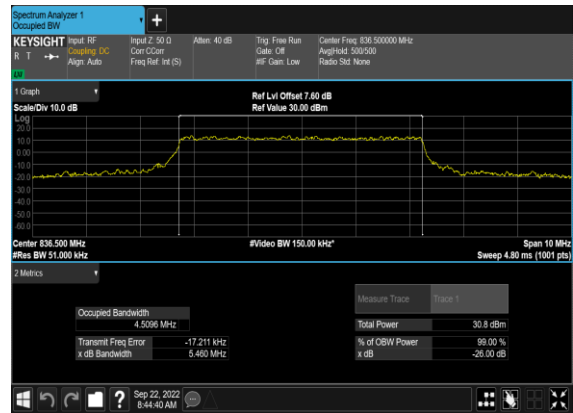 Spectrum Analyzer 1
Occupied BW
KEYSIGHT Input: RF Input Z: 50 Ω Atten: 40 dB Trig: Free Run Center Freq: 836.500000 MHz
R T Coupling: DC Corr CCorr Gate: Off Avg|Hold: 500/500
Align: Auto Freq Ref: Int (S) #IF Gain: Low Radio Std: None
LXI
1 Graph
Ref Lvl Offset 7.60 dB
Scale/Div 10.0 dB Ref Value 30.00 dBm
Log
20.0
10.0
0.00
-10.0
-20.0
-30.0
-40.0
-50.0
-60.0
Center 836.500 MHz #Video BW 150.00 kHz* Span 10 MHz
#Res BW 51.000 kHz Sweep 4.80 ms (1001 pts)
2 Metrics
Measure Trace Trace 1
Occupied Bandwidth
4.5096 MHz Total Power 30.8 dBm
Transmit Freq Error -17.211 kHz % of OBW Power 99.00 %
x dB Bandwidth 5.460 MHz x dB -26.00 dB
? Sep 22, 2022
8:44:40 AM